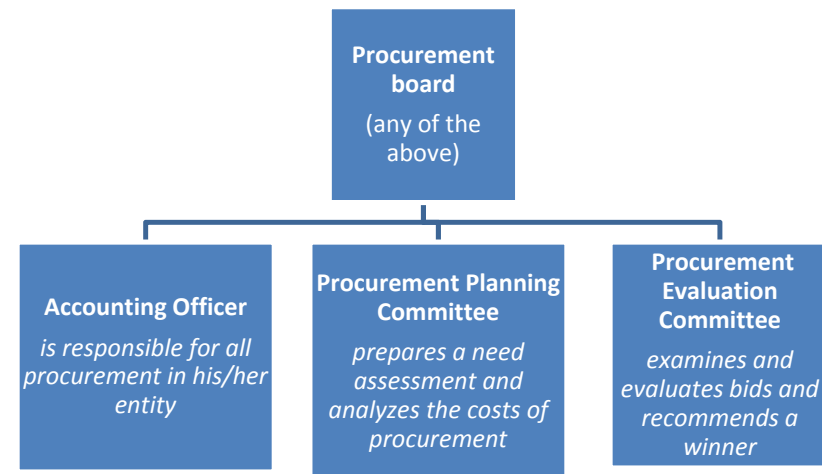 Procurement
board
(any of the
above)
Accounting Officer
is responsible for all
procurement in his/her
entity
Procurement Planning
Committee
prepares a need
assessment and
analyzes the costs of
procurement
Procurement
Evaluation
Committee
examines and
evaluates bids and
recommends a
winner